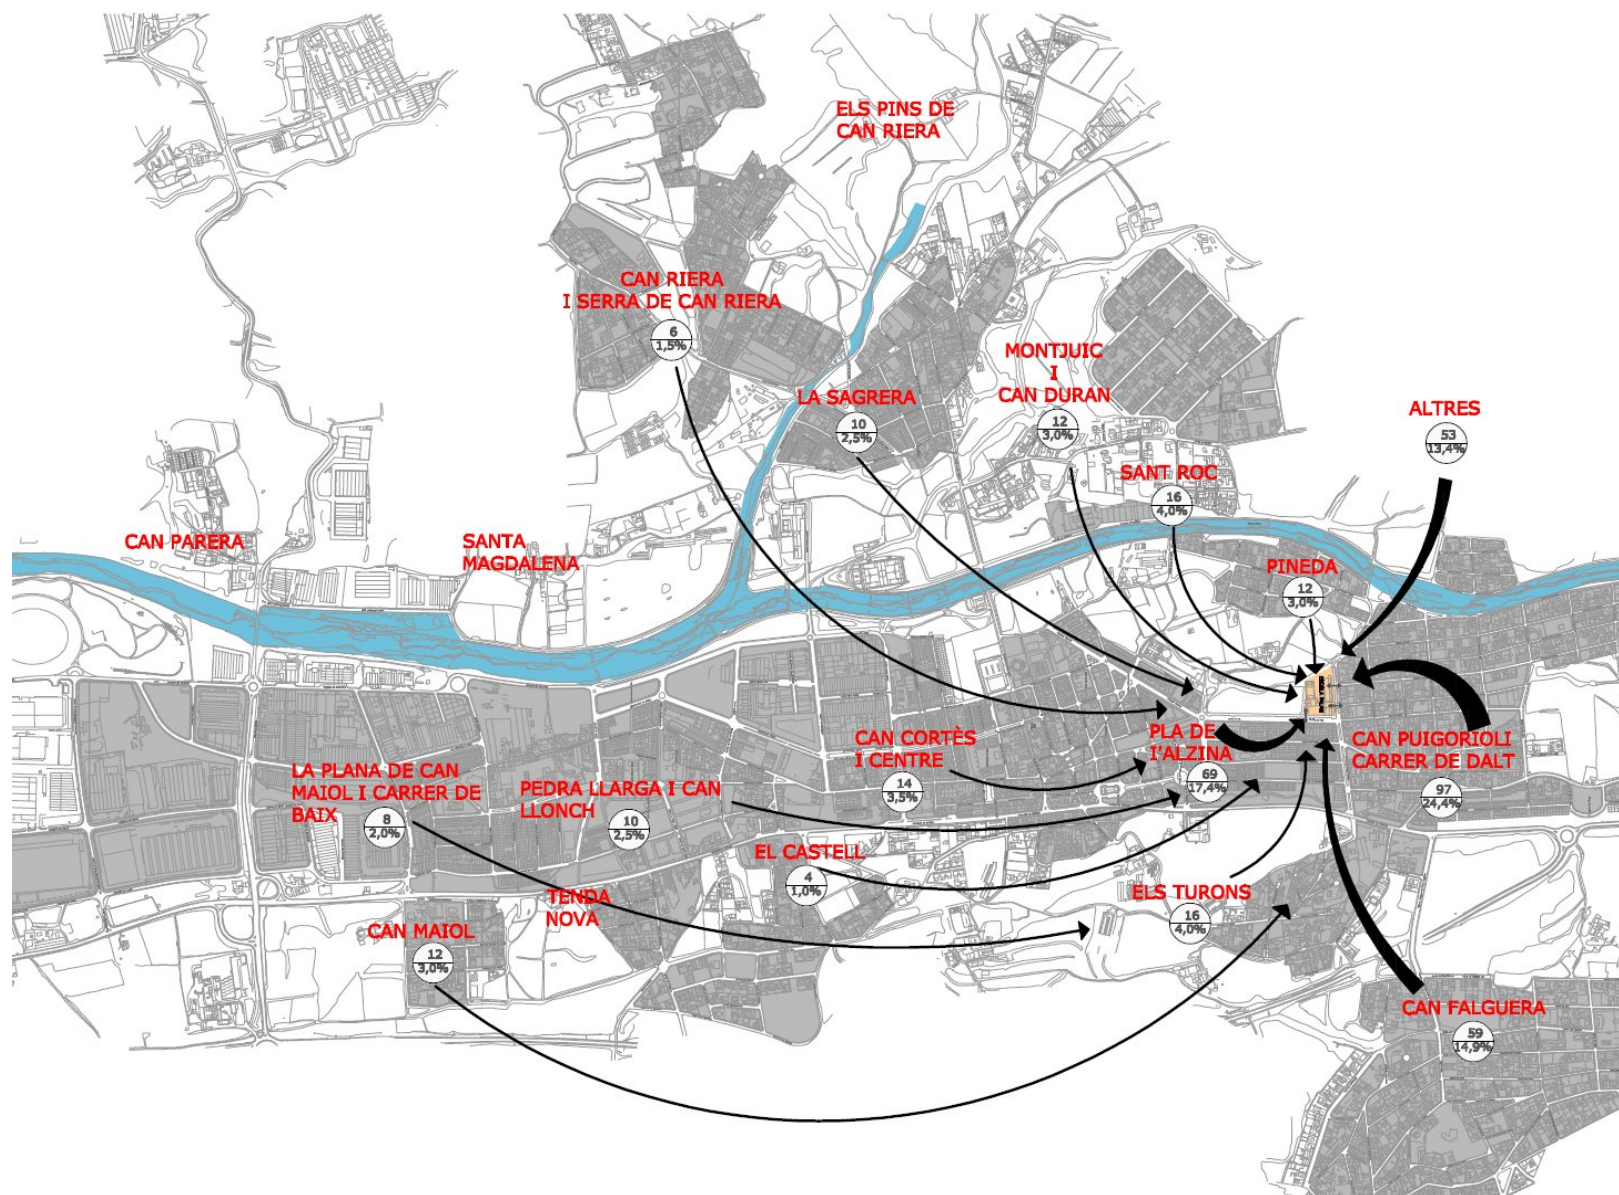 ELS PINS DE
CAN RIERA
CAN RIERA
I SERRA DE CAN RIERA
6
1,5%
MONTJUIC
I
CAN DURAN
12
3,0%
LA SAGRERA
10
2,5%
ALTRES
53
13,4%
SANT ROC
16
4,0%
CAN PARERA
SANTA
MAGDALENA
PINEDA
12
3,0%
CAN CORTÈS
I CENTRE
14
3,5%
PLA DE
l'ALZINA
69
17,4%
CAN PUIGORIOLI
CARRER DE DALT
97
24,4%
LA PLANA DE CAN
MAIOL I CARRER DE
BAIX
8
2,0%
PEDRA LLARGA I CAN
LLONCH
10
2,5%
EL CASTELL
4
1,0%
TENDA
NOVA
ELS TURONS
16
4,0%
CAN MAIOL
12
3,0%
CAN FALGUERA
59
14,9%